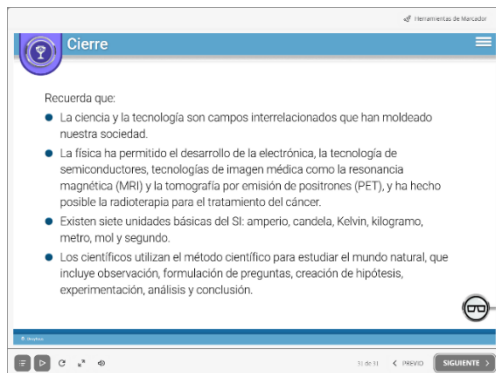 Herramientas de Marcador
Cierre
Recuerda que:
La ciencia y la tecnología son campos interrelacionados que han moldeado
nuestra sociedad.
La física ha permitido el desarrollo de la electrónica, la tecnología de
semiconductores, tecnologías de imagen médica como la resonancia
magnética (MRI) y la tomografía por emisión de positrones (PET), y ha hecho
posible la radioterapia para el tratamiento del cáncer.
Existen siete unidades básicas del SI: amperio, candela, Kelvin, kilogramo,
metro, mol y segundo.
Los científicos utilizan el método científico para estudiar el mundo natural, que
incluye observación, formulación de preguntas, creación de hipótesis,
experimentación, análisis y conclusión.
31 de 31 PREVIO SIGUIENTE